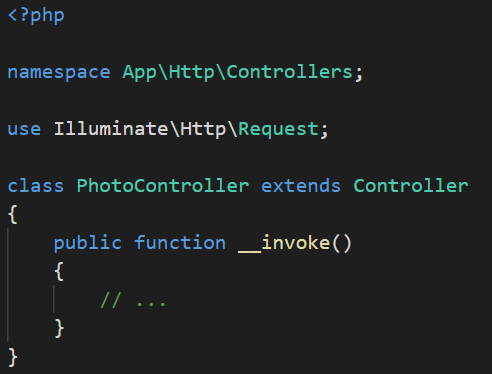 <?php
namespace App\Http\Controllers;
use Illuminate\Http\Request;
class PhotoController extends Controller
{
    public function __invoke()
    {
        // ...
    }
}